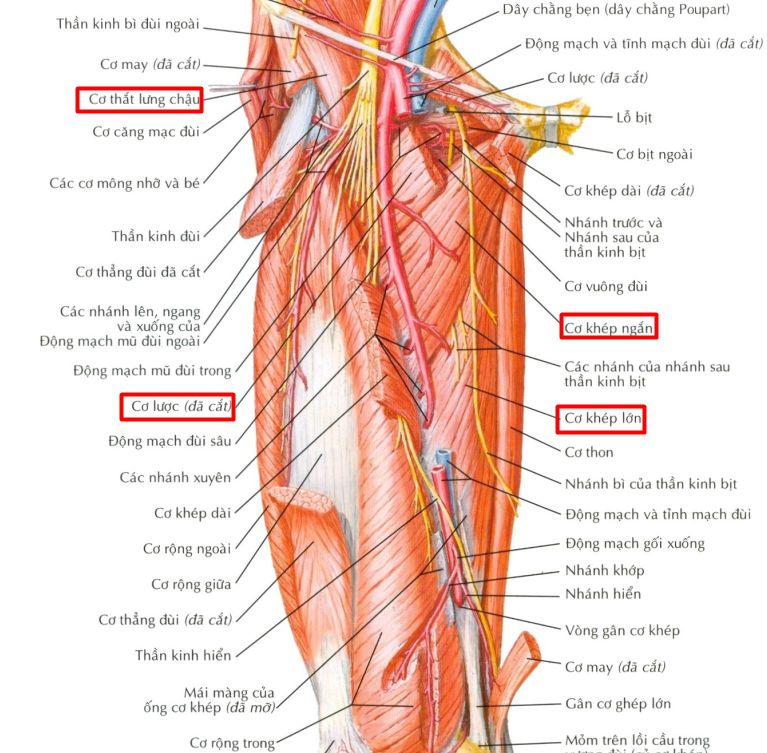 Thần kinh bì đùi ngoài
Cơ may (đã cắt)
Cơ thắt lưng chậu
Cơ căng mạc đùi
Các cơ mông nhỡ và bé
Thần kinh đùi
Cơ thẳng đùi đã cắt
Các nhánh lên, ngang
và xuống của
Động mạch mũ đùi ngoài
Động mạch mũ đùi trong
Cơ lược (đã cắt)
Động mạch đùi sâu
Các nhánh xuyên
Cơ khép dài
Cơ rộng ngoài
Cơ rộng giữa
Cơ thẳng đùi (đã cắt)
Thần kinh hiển
Mái màng của
ống cơ khép (đã mở)
Cơ rộng trong
Dây chằng bẹn (dây chằng Poupart)
Động mạch và tĩnh mạch đùi (đã cắt)
Cơ lược (đã cắt)
Lỗ bịt
Cơ bịt ngoài
Cơ khép dài (đã cắt)
Nhánh trước và
Nhánh sau của
thần kinh bịt
Cơ vuông đùi
Cơ khép ngắn
Các nhánh của nhánh sau
thần kinh bịt
Cơ khép lớn
Cơ thon
Nhánh bì của thần kinh bịt
Động mạch và tỉnh mạch đùi
Động mạch gối xuống
Nhánh khớp
Nhánh hiển
Vòng gân cơ khép
Cơ may (đã cắt)
Gân cơ ghép lớn
Mỏm trên lồi cầu trong